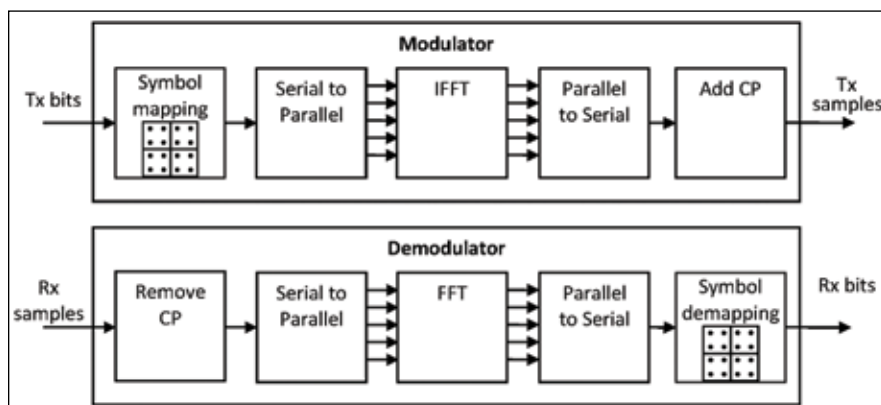 Modulator
Tx bits
Symbol
mapping
Serial to
Parallel
IFFT
Parallel
to Serial
Add CP
Tx
samples
Demodulator
Rx
samples
Remove
CP
Serial to
Parallel
FFT
Parallel
to Serial
Symbol
demapping
Rx bits